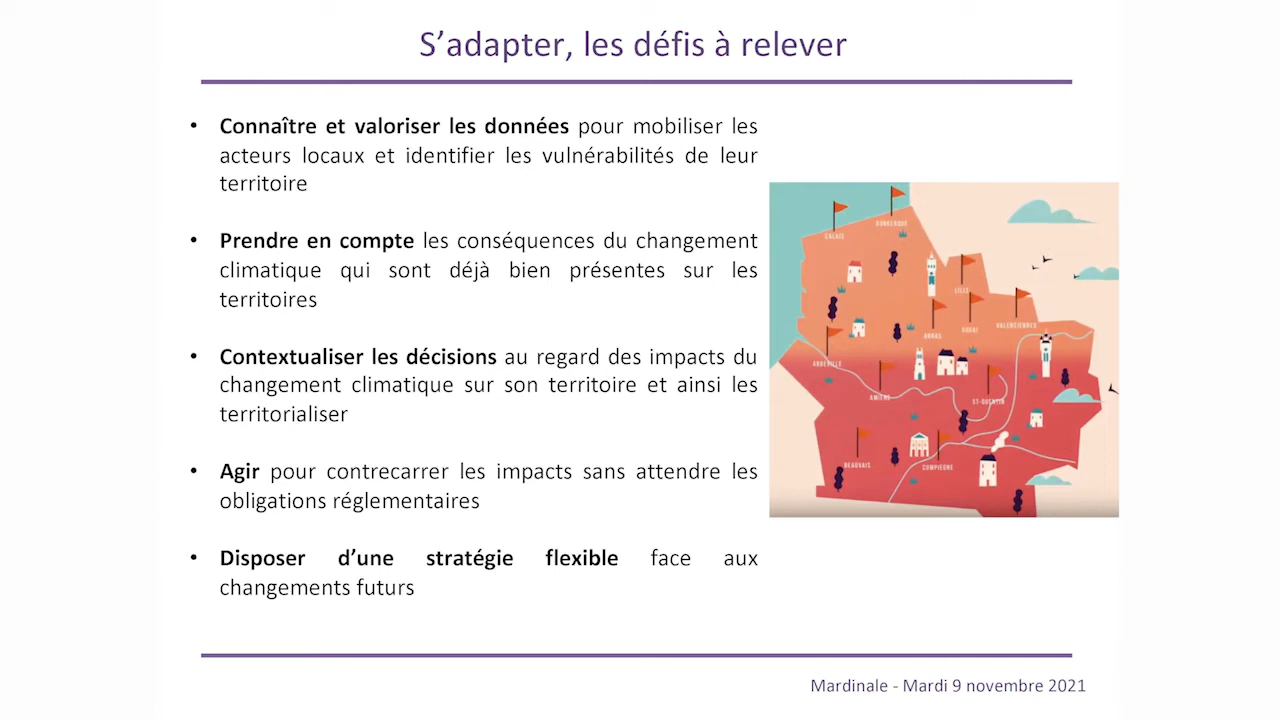 S’adapter, les défis à relever
• Connaître et valoriser les données pour mobiliser les
acteurs locaux et identifier les vulnérabilités de leur
territoire
• Prendre en compte les conséquences du changement
climatique qui sont déjà bien présentes sur les
territoires
• Contextualiser les décisions au regard des impacts du
changement climatique sur son territoire et ainsi les
territorialiser
• Agir pour contrecarrer les impacts sans attendre les
obligations réglementaires
• Disposer d’une stratégie flexible face aux
changements futurs
DUNKERQUE
CALAIS
LILLE
VALENCIENNES
DOUAI
ARRAS
ABBEVILLE
AMIENS
ST-QUENTIN
BEAUVAIS
COMPIEGNE
Mardinale - Mardi 9 novembre 2021